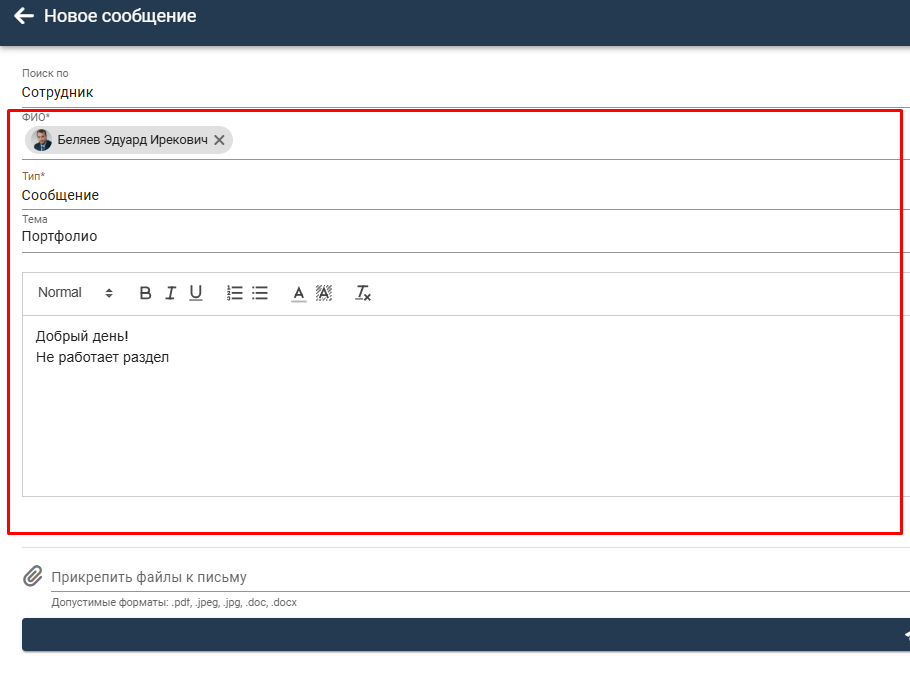 Новое сообщение
Поиск по
Сотрудник
ФИО*
Беляев Эдуард Ирекович
Тип*
Сообщение
Тема
Портфолио
Normal
Добрый день!
Не работает раздел
Прикрепить файлы к письму
Допустимые форматы: .pdf, .jpeg, .jpg, .doc, .docx